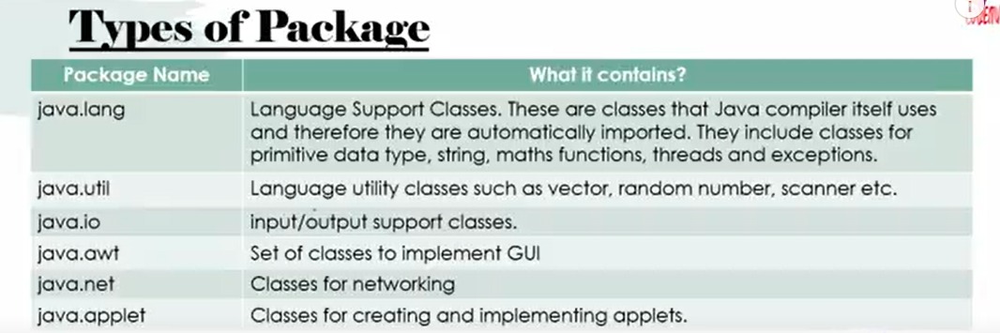 Types of Package
Package Name What it contains?
java.lang Language Support Classes. These are classes that Java compiler itself uses
and therefore they are automatically imported. They include classes for
primitive data type, string, maths functions, threads and exceptions.
java.util Language utility classes such as vector, random number, scanner etc.
java.io input/output support classes.
java.awt Set of classes to implement GUI
java.net Classes for networking
java.applet Classes for creating and implementing applets.